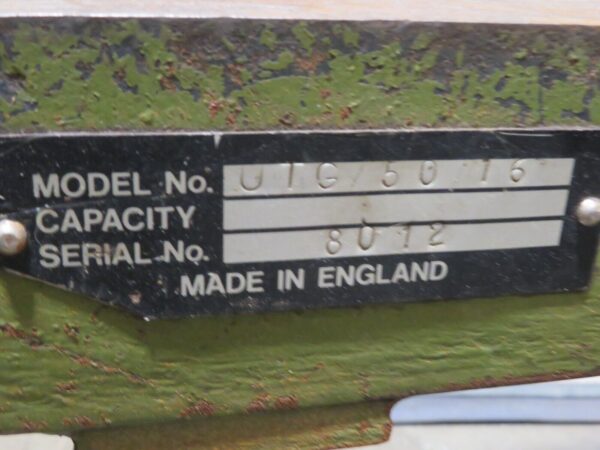 MODEL No. UTG/50/16
CAPACITY
SERIAL No. 8012
MADE IN ENGLAND